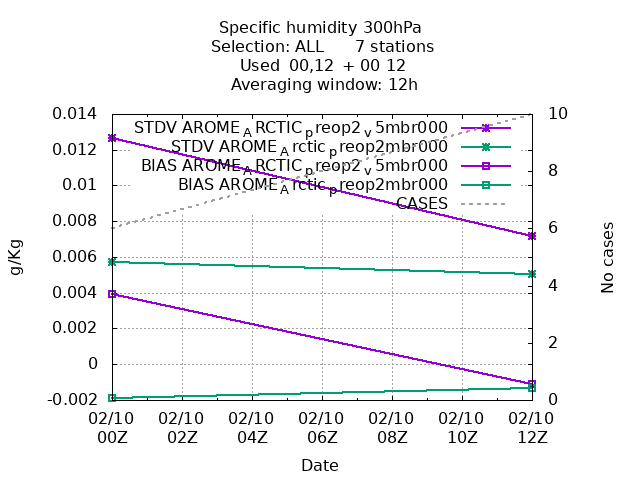 Specific humidity 300hPa
Selection: ALL 7 stations
Used 00,12 + 00 12
Averaging window: 12h
STDV AROME_ARCTIC_preop2_v5mbr000
STDV AROME_Arctic_preop2mbr000
BIAS AROME_ARCTIC_preop2_v5mbr000
BIAS AROME_Arctic_preop2mbr000
CASES
0.014
0.012
0.01
0.008
0.006
0.004
0.002
0
-0.002
g/Kg
10
8
6
4
2
0
No cases
02/10 02/10 02/10 02/10 02/10 02/10 02/10
00Z 02Z 04Z 06Z 08Z 10Z 12Z
Date